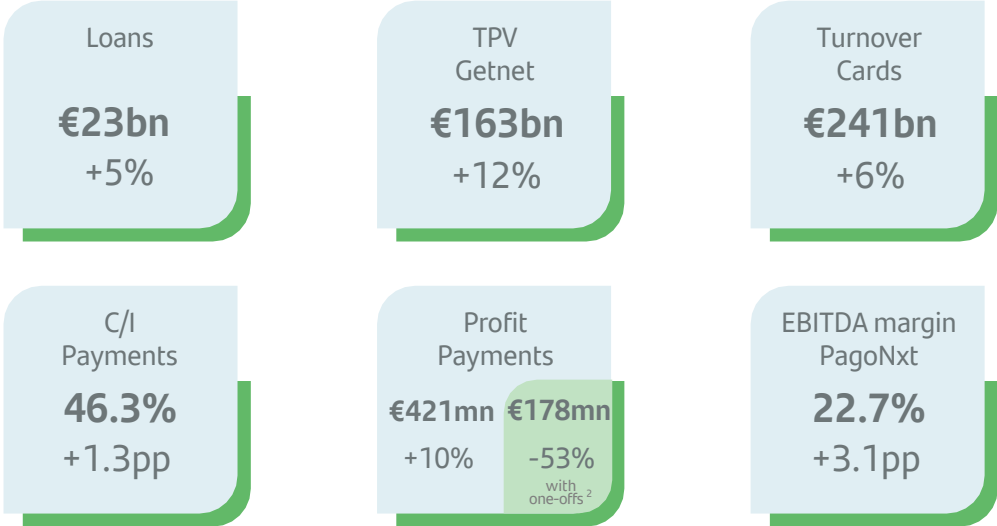 Loans
€23bn
+5%
TPV
Getnet
€163bn
+12%
Turnover
Cards
€241bn
+6%
C/I
Payments
46.3%
+1.3pp
Profit
Payments
€421mn
+10%
€178mn
-53%
with
one-offs 2
EBITDA margin
PagoNxt
22.7%
+3.1pp